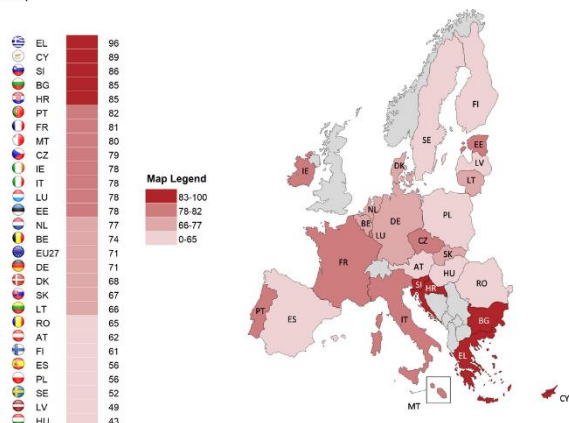 EL 96
CY 89
SI 86
BG 85
HR 85
PT 82
FR 81
MT 80
CZ 79
IE 78
IT 78
LU 78
EE 78
NL 77
BE 74
EU27 71
DE 71
DK 68
SK 67
LT 66
RO 65
AT 62
FI 61
ES 56
PL 56
SE 52
LV 49
HU 43
Map Legend
83-100
78-82
66-77
0-65
FI
SE
EE
LV
LT
DK
IE
NL
BE
DE
PL
LU
CZ
SK
FR
AT
HU
RO
SI
HR
PT
ES
IT
BG
EL
MT
CY